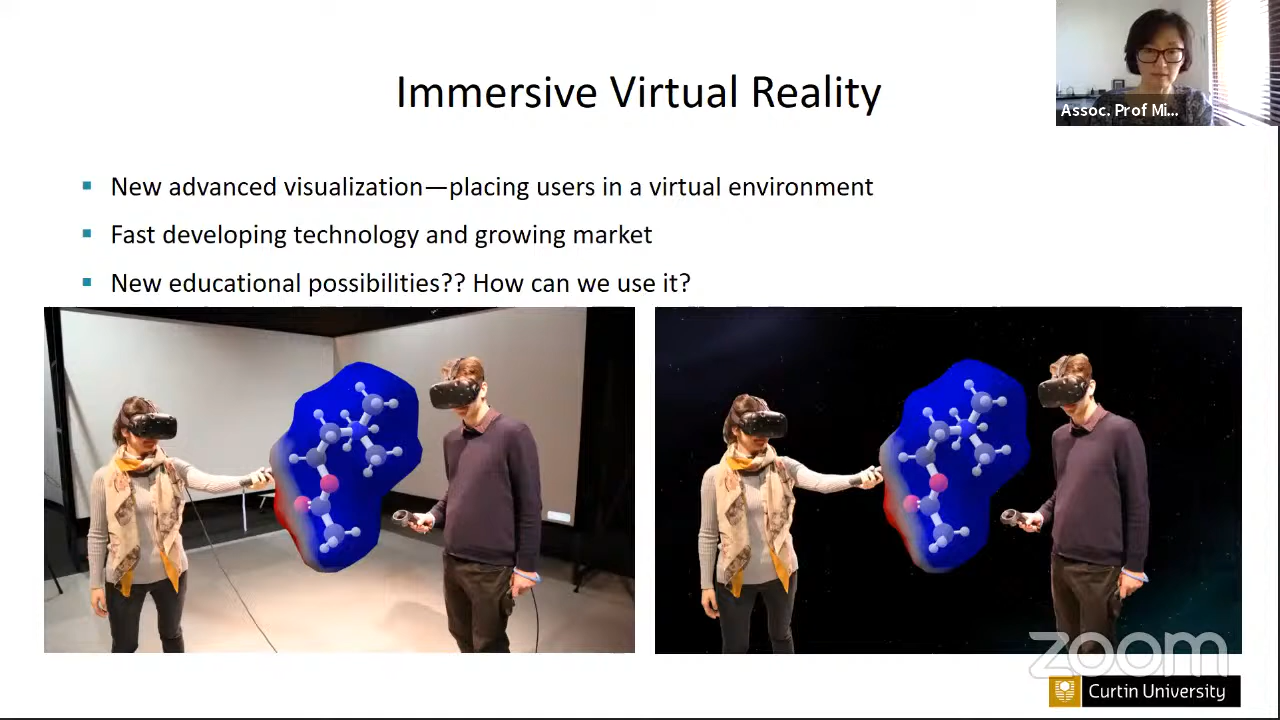 Immersive Virtual Reality
Assoc. Prof Mi...
▪ New advanced visualization—placing users in a virtual environment
▪ Fast developing technology and growing market
▪ New educational possibilities?? How can we use it?
zoom
Curtin University